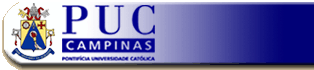 PUC
CAMPINAS
PONTIFÍCIA UNIVERSIDADE CATÓLICA